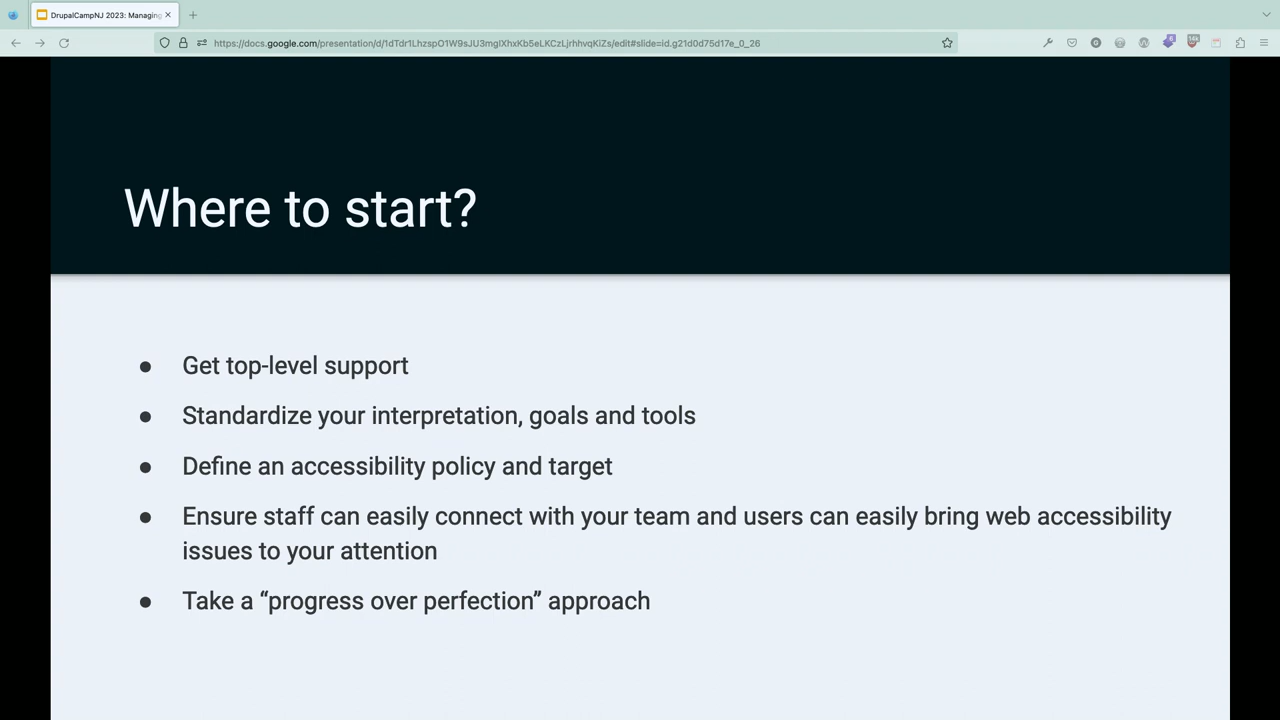 DrupalCampNJ 2023: Managing
https://docs.google.com/presentation/d/1dTdr1LhzspO1W9sJU3mglXhxKb5eLKCzLjrhhvqKiZs/edit#slide=id.g21d0d75d17e_0_26
Where to start?
● Get top-level support
● Standardize your interpretation, goals and tools
● Define an accessibility policy and target
● Ensure staff can easily connect with your team and users can easily bring web accessibility
issues to your attention
● Take a “progress over perfection” approach